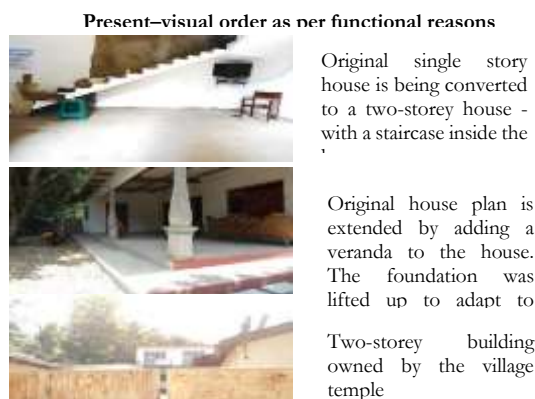 Present–visual order as per functional reasons
Original single story
house is being converted
to a two-storey house -
with a staircase inside the
Original house plan is
extended by adding a
veranda to the house.
The foundation was
lifted up to adapt to
Two-storey building
owned by the village
temple